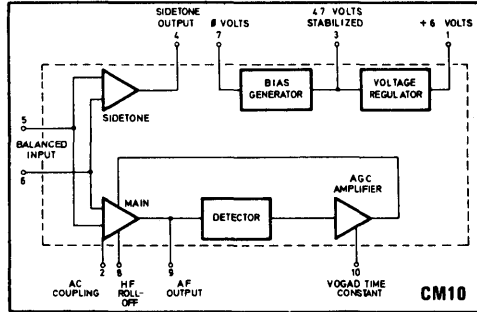 SIDETONE
OUTPUT
4
0 VOLTS
7
4.7 VOLTS
STABILIZED
3
+6 VOLTS
1
BIAS
GENERATOR
VOLTAGE
REGULATOR
SIDETONE
5
BALANCED
INPUT
6
MAIN
DETECTOR
AGC
AMPLIFIER
2
8
9
10
AC
COUPLING
HF
ROLL-
OFF
AF
OUTPUT
VOGAD TIME
CONSTANT
CM10